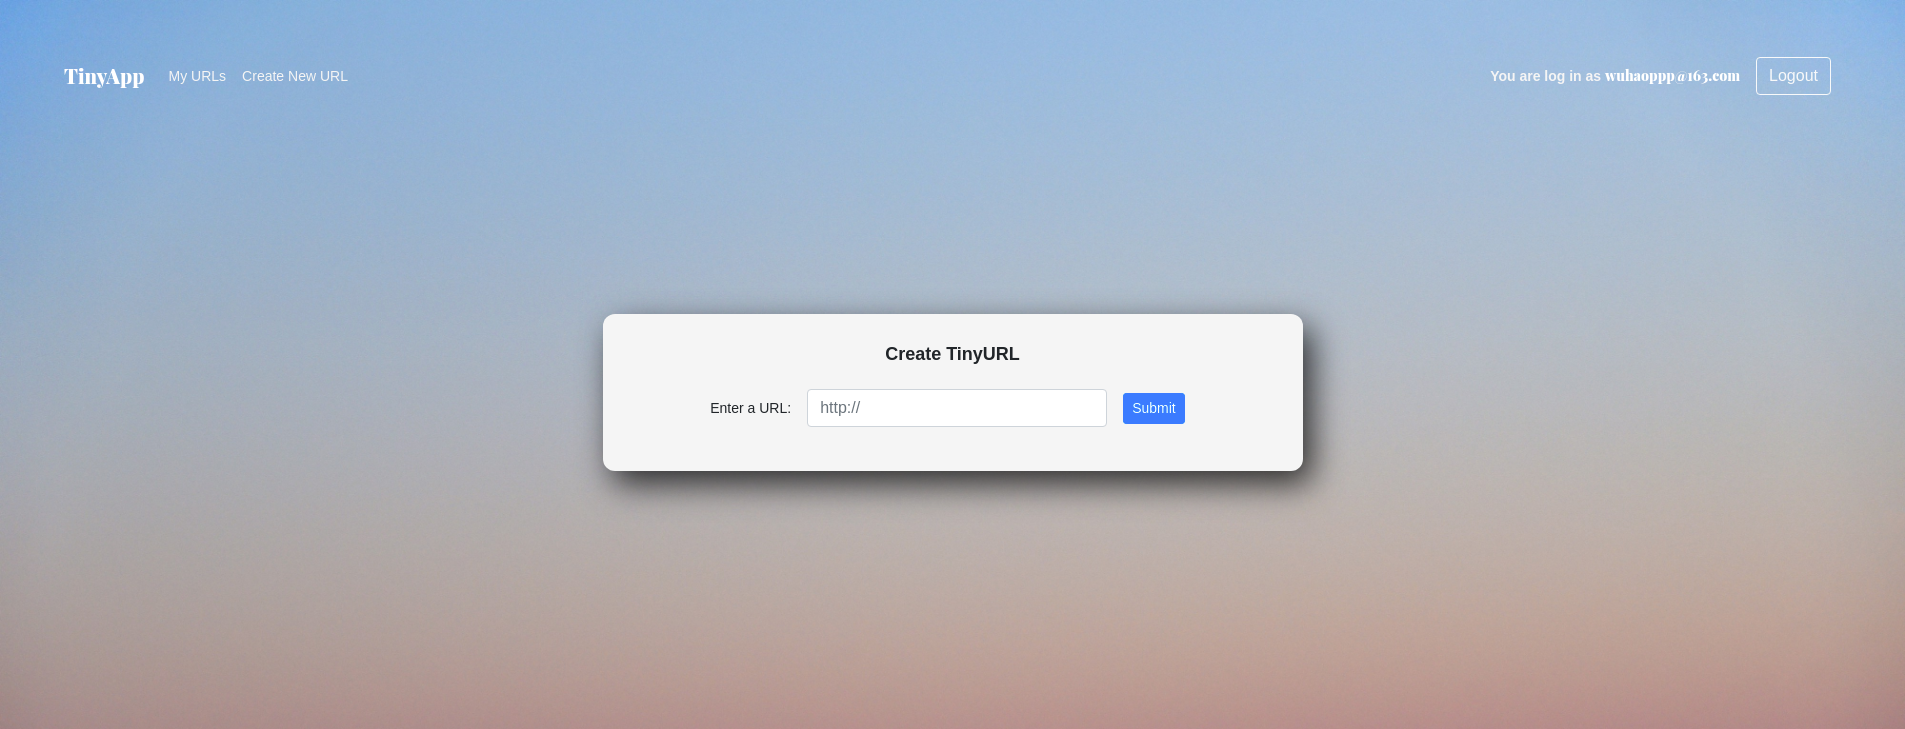 TinyApp My URLs Create New URL You are log in as wuhaoppp@163.com Logout
Create TinyURL
Enter a URL: http:// Submit